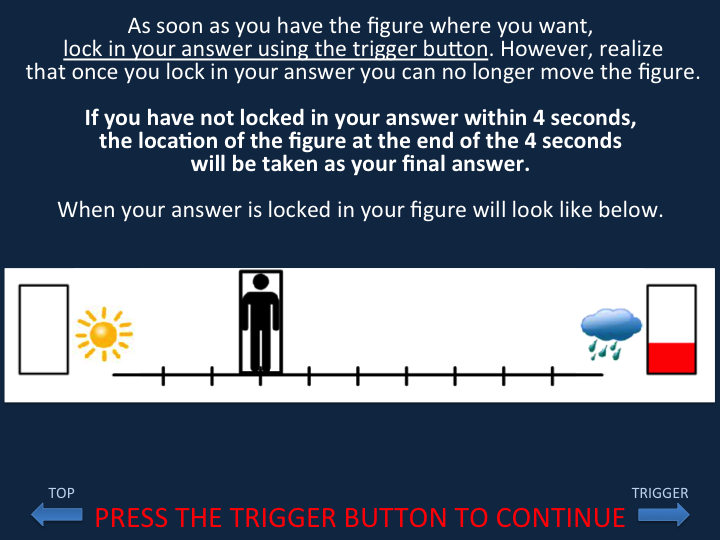 As soon as you have the figure where you want,
lock in your answer using the trigger button. However, realize
that once you lock in your answer you can no longer move the figure.
If you have not locked in your answer within 4 seconds,
the location of the figure at the end of the 4 seconds
will be taken as your final answer.
When your answer is locked in your figure will look like below.
TOP
TRIGGER
PRESS THE TRIGGER BUTTON TO CONTINUE